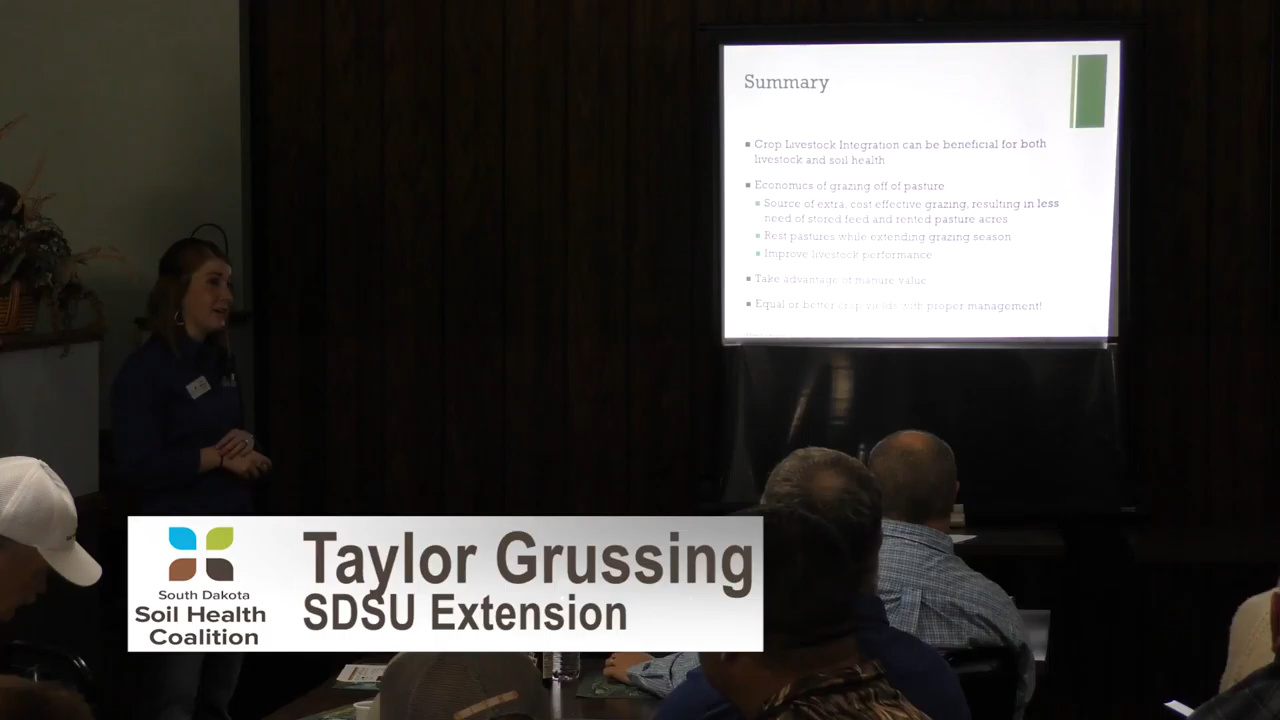 Summary
Crop Livestock Integration can be beneficial for both
livestock and soil health
Economics of grazing off of pasture
Source of extra, cost effective grazing, resulting in less
need of stored feed and rented pasture acres
Rest pastures while extending grazing season
Improve livestock performance
Take advantage of manure value
Equal or better crop yields with proper management!
South Dakota
Soil Health
Coalition
Taylor Grussing
SDSU Extension